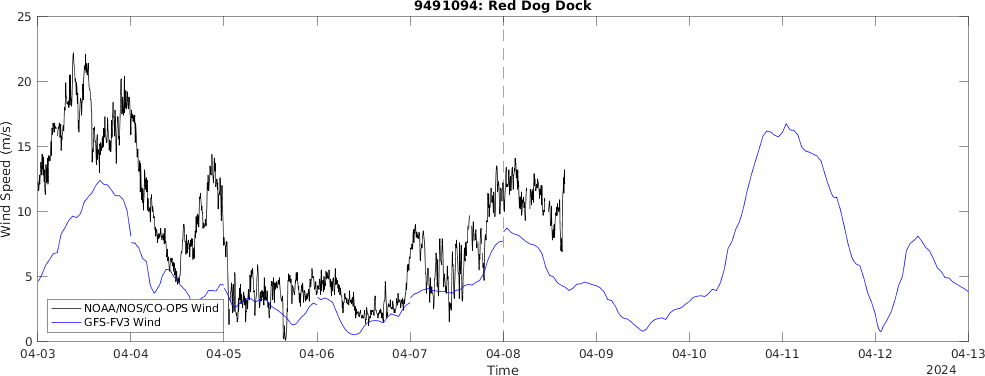 9491094: Red Dog Dock
25
20
15
10
5
0
Wind Speed (m/s)
NOAA/NOS/CO-OPS Wind
GFS-FV3 Wind
04-03 04-04 04-05 04-06 04-07 04-08 04-09 04-10 04-11 04-12 04-13
Time
2024